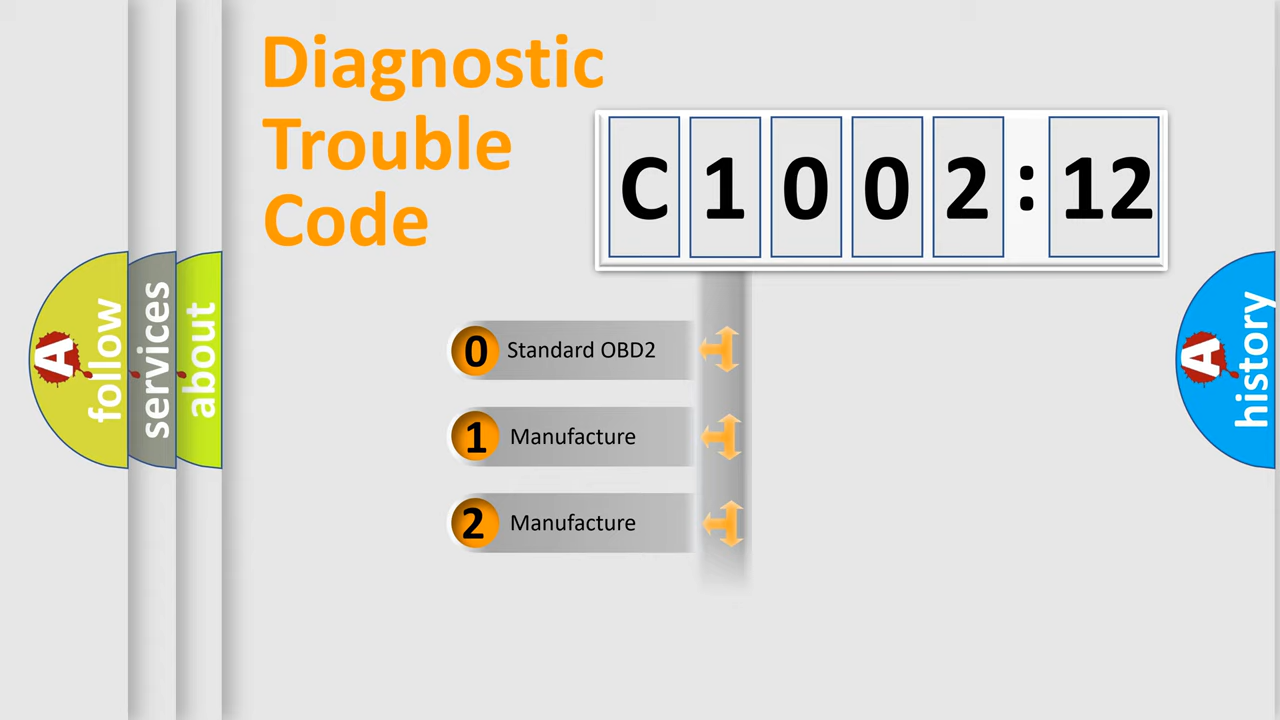 Diagnostic
Trouble
Code
C 1 0 0 2 : 12
0 Standard OBD2
1 Manufacture
2 Manufacture
A follow
services
about
A history